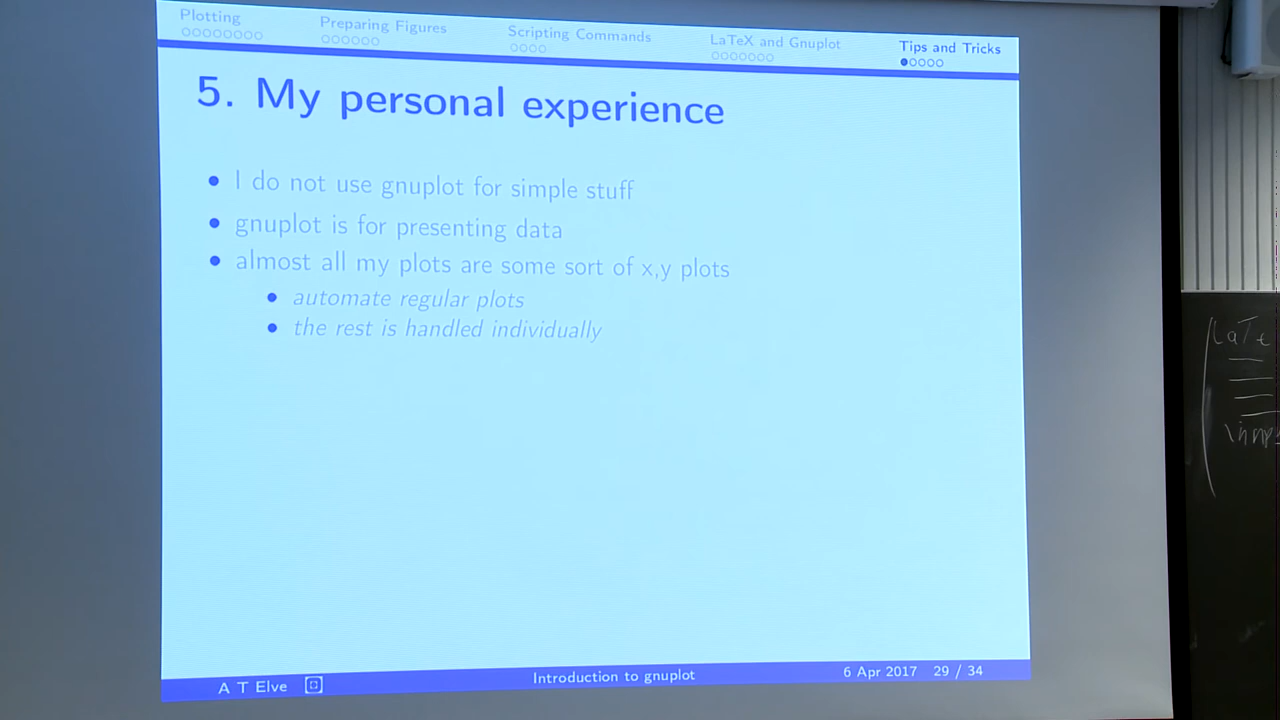 Plotting
Preparing Figures
Scripting Commands
LaTeX and Gnuplot
Tips and Tricks
5. My personal experience
I do not use gnuplot for simple stuff
gnuplot is for presenting data
almost all my plots are some sort of x,y plots
automate regular plots
the rest is handled individually
A T Elve
Introduction to gnuplot
6 Apr 2017 29 / 34